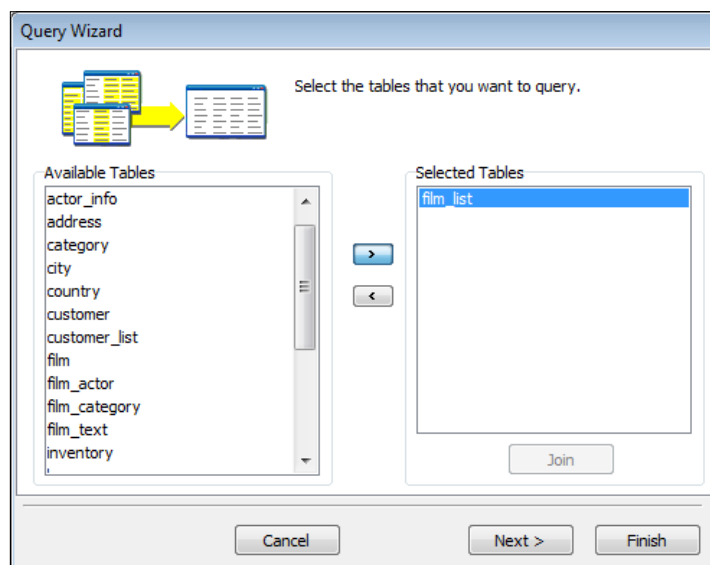 Query Wizard
Select the tables that you want to query.
Available Tables
actor_info
address
category
city
country
customer
customer_list
film
film_actor
film_category
film_text
inventory
>
<
Selected Tables
film_list
Join
Cancel
Next >
Finish